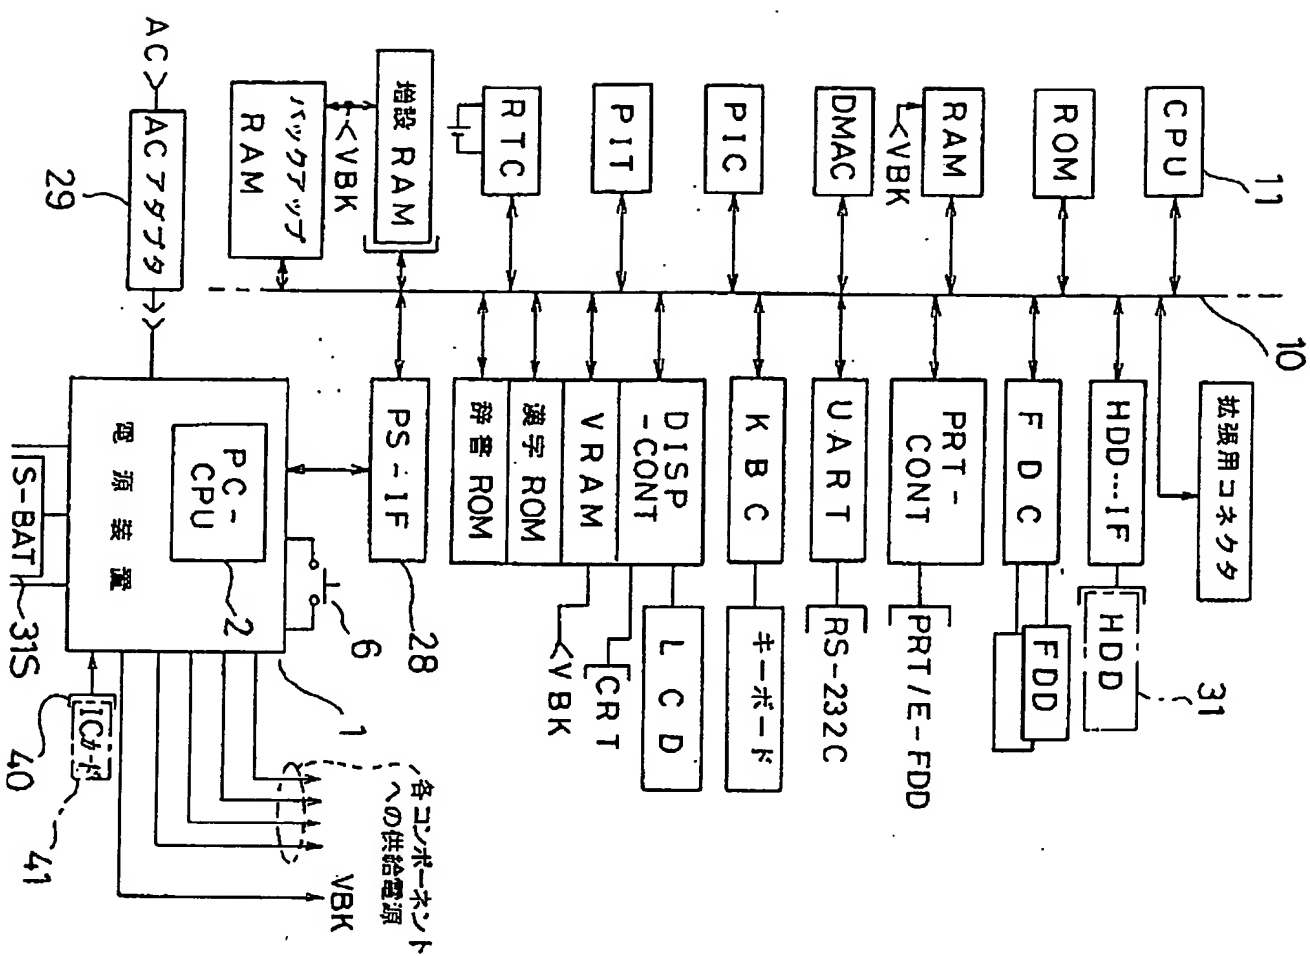 11
CPU
ROM
RAM
<VBK
DMAC
PIC
PIT
RTC
増設 RAM
<VBK
バックアップ
RAM
AC
ACアダプタ
29
10
拡張用コネクタ
HDD---IF
HDD
31
FDC
FDD
PRT-
CONT
PRT/E-FDD
UART
RS-232C
KBC
キーボード
DISP
-CONT
LCD
VRAM
CRT
<VBK
漢字 ROM
辞書 ROM
PS-IF
28
PC-
CPU
2
電源装置
6
1
S-BAT
31S
ICカード
40
41
各コンポーネント
への供給電源
VBK